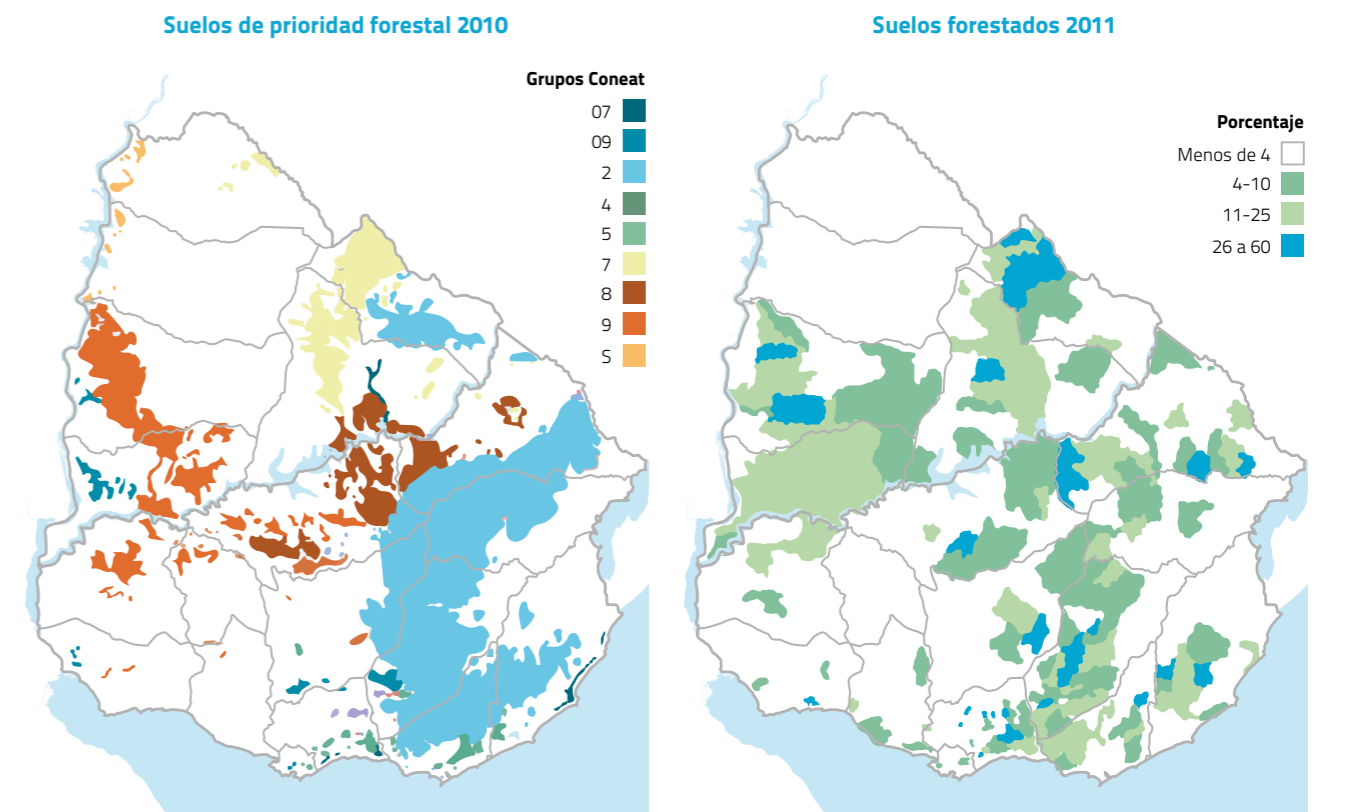 Suelos de prioridad forestal 2010
Grupos Coneat
07
09
2
4
5
7
8
9
S
Suelos forestados 2011
Porcentaje
Menos de 4
4-10
11-25
26 a 60